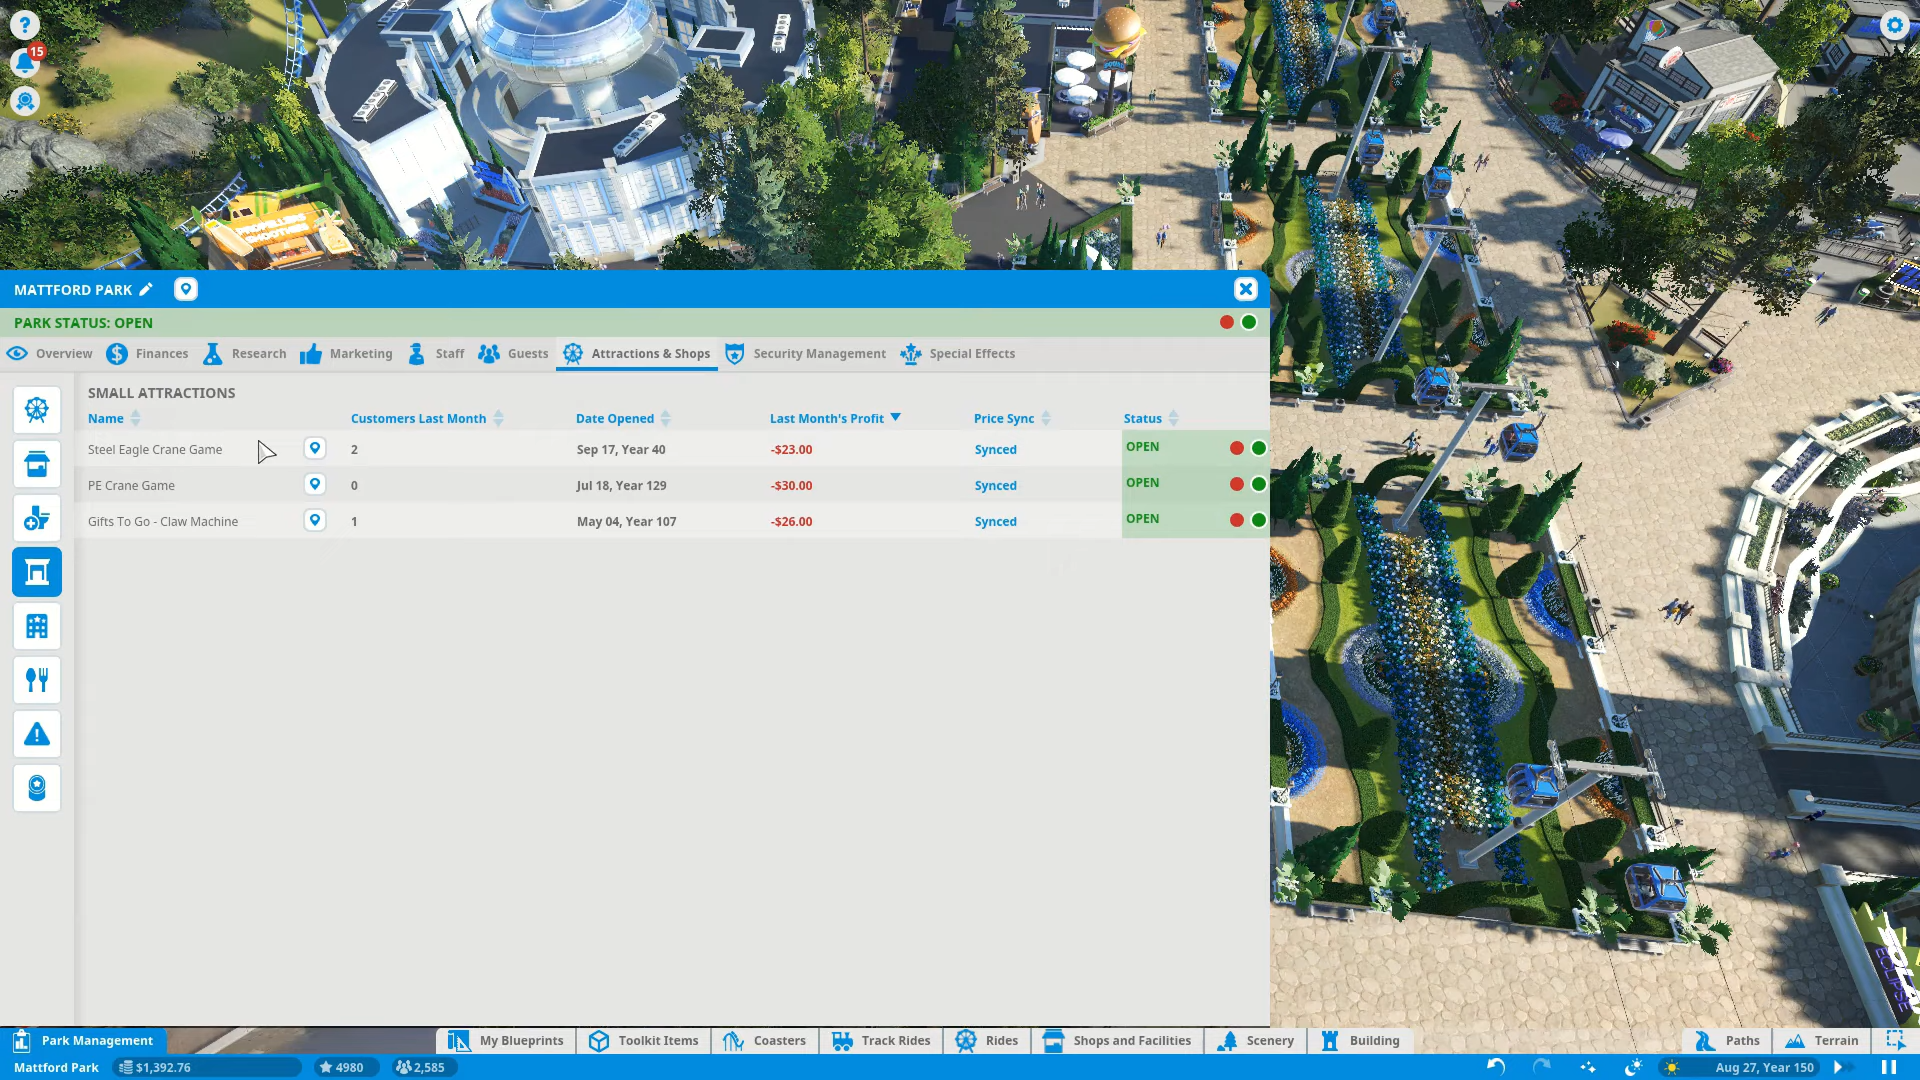 ?
15
PROPELLERS
SMOOTHIES
MATTFORD PARK
PARK STATUS: OPEN
Overview Finances Research Marketing Staff Guests Attractions & Shops Security Management Special Effects
SMALL ATTRACTIONS
Name Customers Last Month Date Opened Last Month's Profit Price Sync Status
Steel Eagle Crane Game 2 Sep 17, Year 40 -$23.00 Synced OPEN
PE Crane Game 0 Jul 18, Year 129 -$30.00 Synced OPEN
Gifts To Go - Claw Machine 1 May 04, Year 107 -$26.00 Synced OPEN
ECLIPSE
Park Management My Blueprints Toolkit Items Coasters Track Rides Rides Shops and Facilities Scenery Building Paths Terrain
Mattford Park $1,392.76 4980 2,585 Aug 27, Year 150